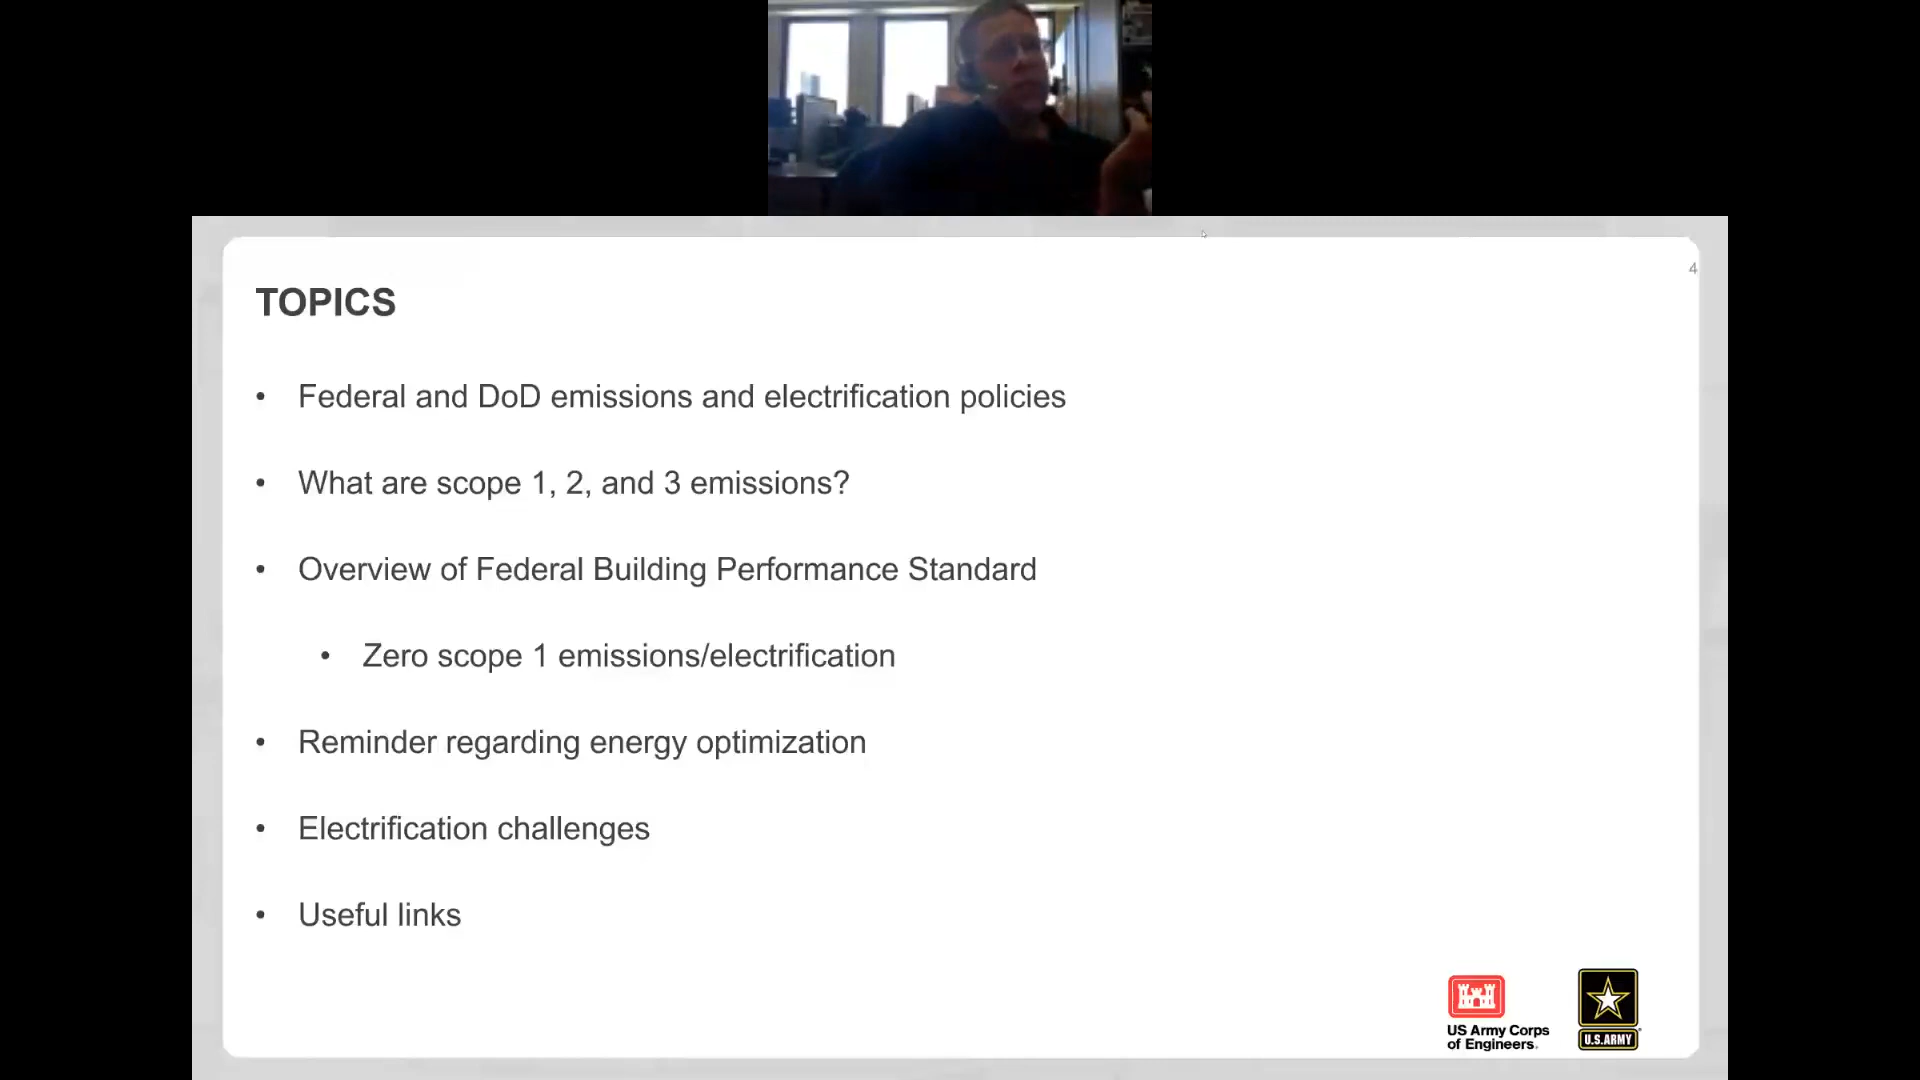 4
TOPICS
• Federal and DoD emissions and electrification policies
• What are scope 1, 2, and 3 emissions?
• Overview of Federal Building Performance Standard
• Zero scope 1 emissions/electrification
• Reminder regarding energy optimization
• Electrification challenges
• Useful links
US Army Corps
of Engineers.
U.S.ARMY